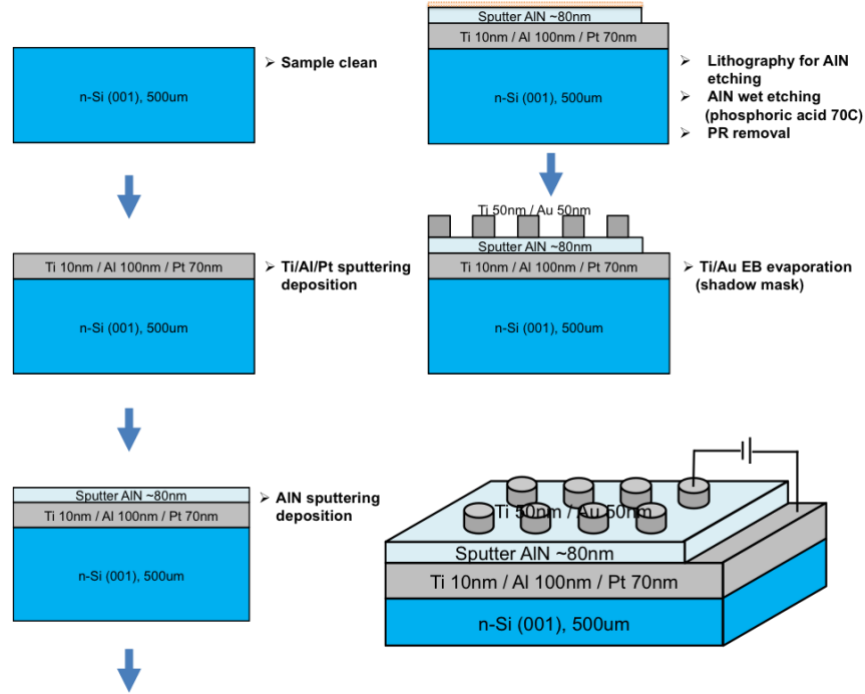 n-Si (001), 500um
➢ Sample clean
Ti 10nm / Al 100nm / Pt 70nm
n-Si (001), 500um
➢ Ti/Al/Pt sputtering
deposition
Sputter AlN ~80nm
Ti 10nm / Al 100nm / Pt 70nm
n-Si (001), 500um
➢ AlN sputtering
deposition
Sputter AlN ~80nm
Ti 10nm / Al 100nm / Pt 70nm
n-Si (001), 500um
➢ Lithography for AlN
etching
➢ AlN wet etching
(phosphoric acid 70C)
➢ PR removal
Ti 50nm / Au 50nm
Sputter AlN ~80nm
Ti 10nm / Al 100nm / Pt 70nm
n-Si (001), 500um
➢ Ti/Au EB evaporation
(shadow mask)
Ti 50nm / Au 50nm
Sputter AlN ~80nm
Ti 10nm / Al 100nm / Pt 70nm
n-Si (001), 500um